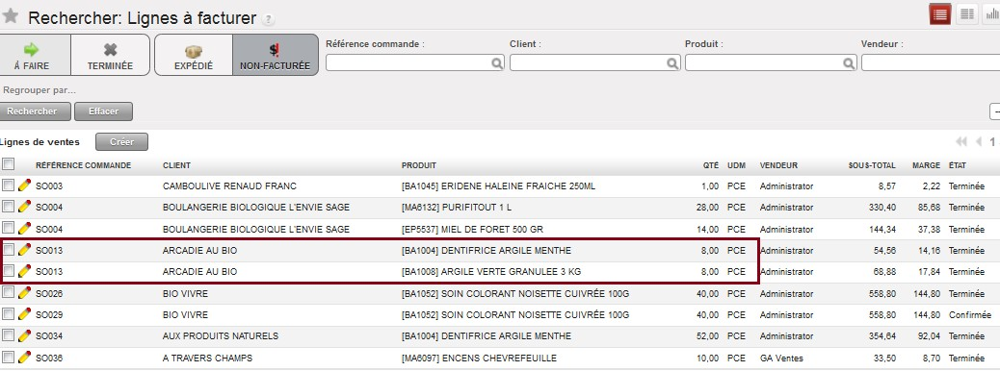 Rechercher: Lignes à facturer ?
À FAIRE TERMINÉE EXPÉDIÉ NON-FACTURÉE
Référence commande : Client : Produit : Vendeur :
Regrouper par...
Rechercher Effacer
Lignes de ventes Créer 1
RÉFÉRENCE COMMANDE CLIENT PRODUIT QTÉ UDM VENDEUR SOUS-TOTAL MARGE ÉTAT
SO003 CAMBOULIVE RENAUD FRANC [BA1045] ERIDENE HALEINE FRAICHE 250ML 1,00 PCE Administrator 8,57 2,22 Terminée
SO004 BOULANGERIE BIOLOGIQUE L'ENVIE SAGE [MA6132] PURIFITOUT 1 L 28,00 PCE Administrator 330,40 85,68 Terminée
SO004 BOULANGERIE BIOLOGIQUE L'ENVIE SAGE [EP5537] MIEL DE FORET 500 GR 14,00 PCE Administrator 144,34 37,38 Terminée
SO013 ARCADIE AU BIO [BA1004] DENTIFRICE ARGILE MENTHE 8,00 PCE Administrator 54,56 14,16 Terminée
SO013 ARCADIE AU BIO [BA1008] ARGILE VERTE GRANULEE 3 KG 8,00 PCE Administrator 68,88 17,84 Terminée
SO026 BIO VIVRE [BA1052] SOIN COLORANT NOISETTE CUIVRÉE 100G 40,00 PCE Administrator 558,80 144,80 Terminée
SO029 BIO VIVRE [BA1052] SOIN COLORANT NOISETTE CUIVRÉE 100G 40,00 PCE Administrator 558,80 144,80 Confirmée
SO034 AUX PRODUITS NATURELS [BA1004] DENTIFRICE ARGILE MENTHE 52,00 PCE Administrator 354,64 92,04 Terminée
SO036 A TRAVERS CHAMPS [MA6097] ENCENS CHEVREFEUILLE 10,00 PCE GA Ventes 33,50 8,70 Terminée